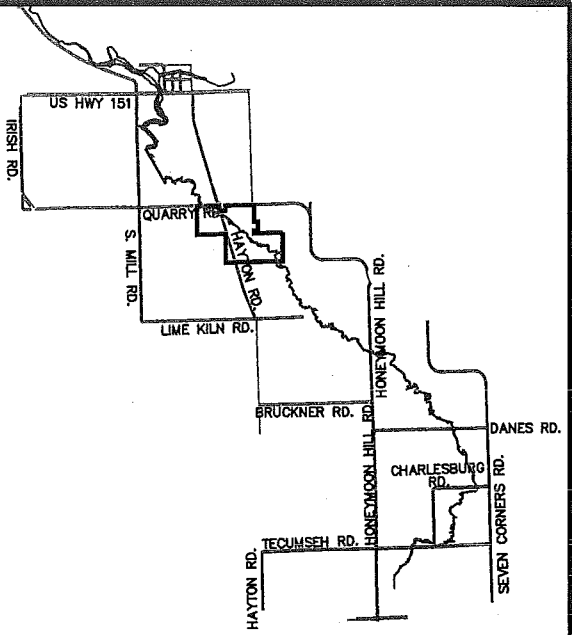 US HWY 151
IRISH RD.
QUARRY RD.
S. MILL RD.
HAYTON RD.
LIME KILN RD.
HONEYMOON HILL RD.
BRUCKNER RD.
DANES RD.
HONEYMOON HILL RD.
CHARLESBURG
RD.
SEVEN CORNERS RD.
TECUMSEH RD.
HAYTON RD.